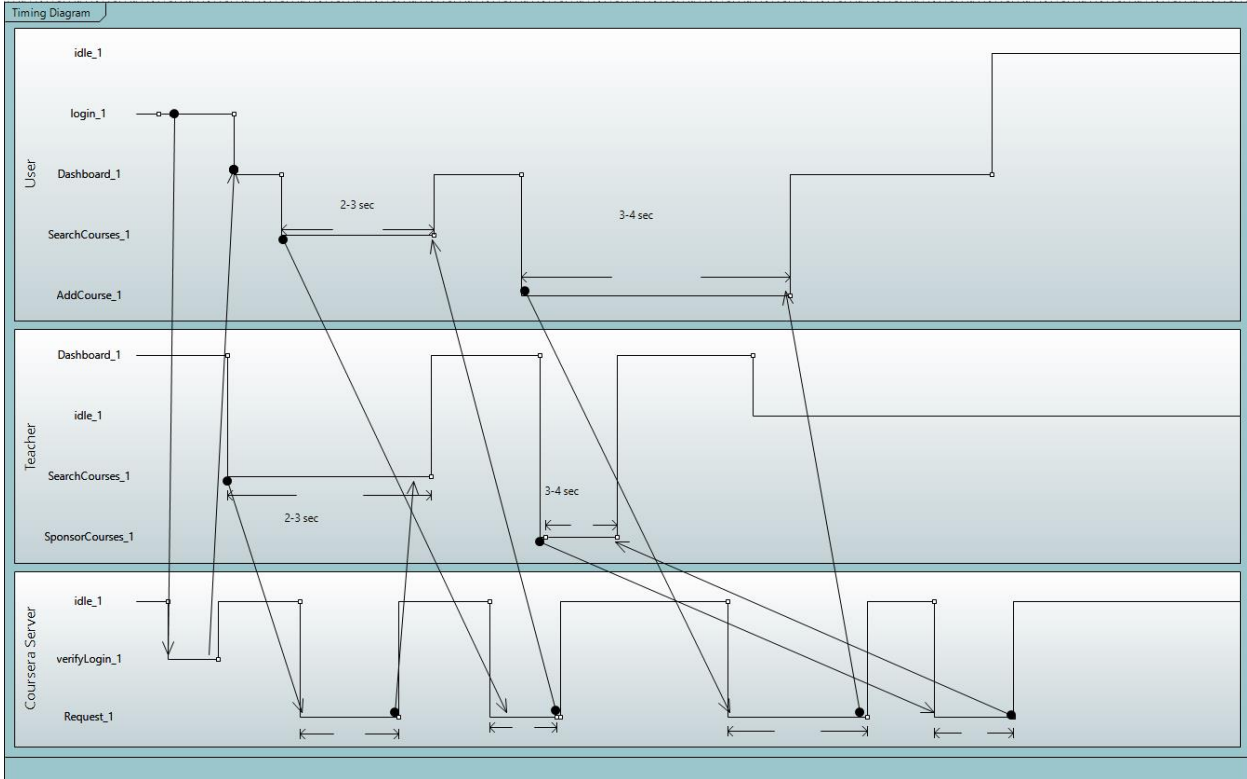 Timing Diagram
User
idle_1
login_1
Dashboard_1
2-3 sec
3-4 sec
SearchCourses_1
AddCourse_1
Teacher
Dashboard_1
idle_1
SearchCourses_1
3-4 sec
2-3 sec
SponsorCourses_1
Coursera Server
idle_1
verifyLogin_1
Request_1